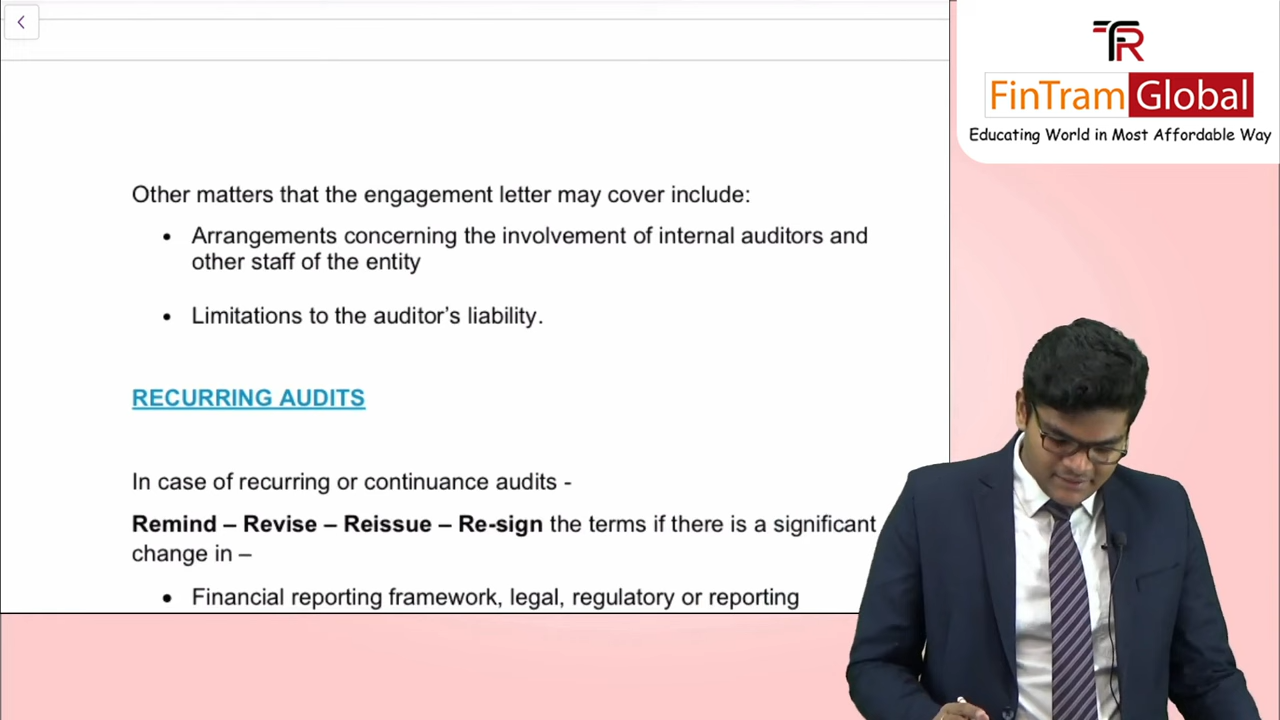 Other matters that the engagement letter may cover include:
• Arrangements concerning the involvement of internal auditors and
other staff of the entity
• Limitations to the auditor's liability.
RECURRING AUDITS
In case of recurring or continuance audits -
Remind – Revise – Reissue – Re-sign the terms if there is a significant
change in –
• Financial reporting framework, legal, regulatory or reporting
TFR
FinTram Global
Educating World in Most Affordable Way